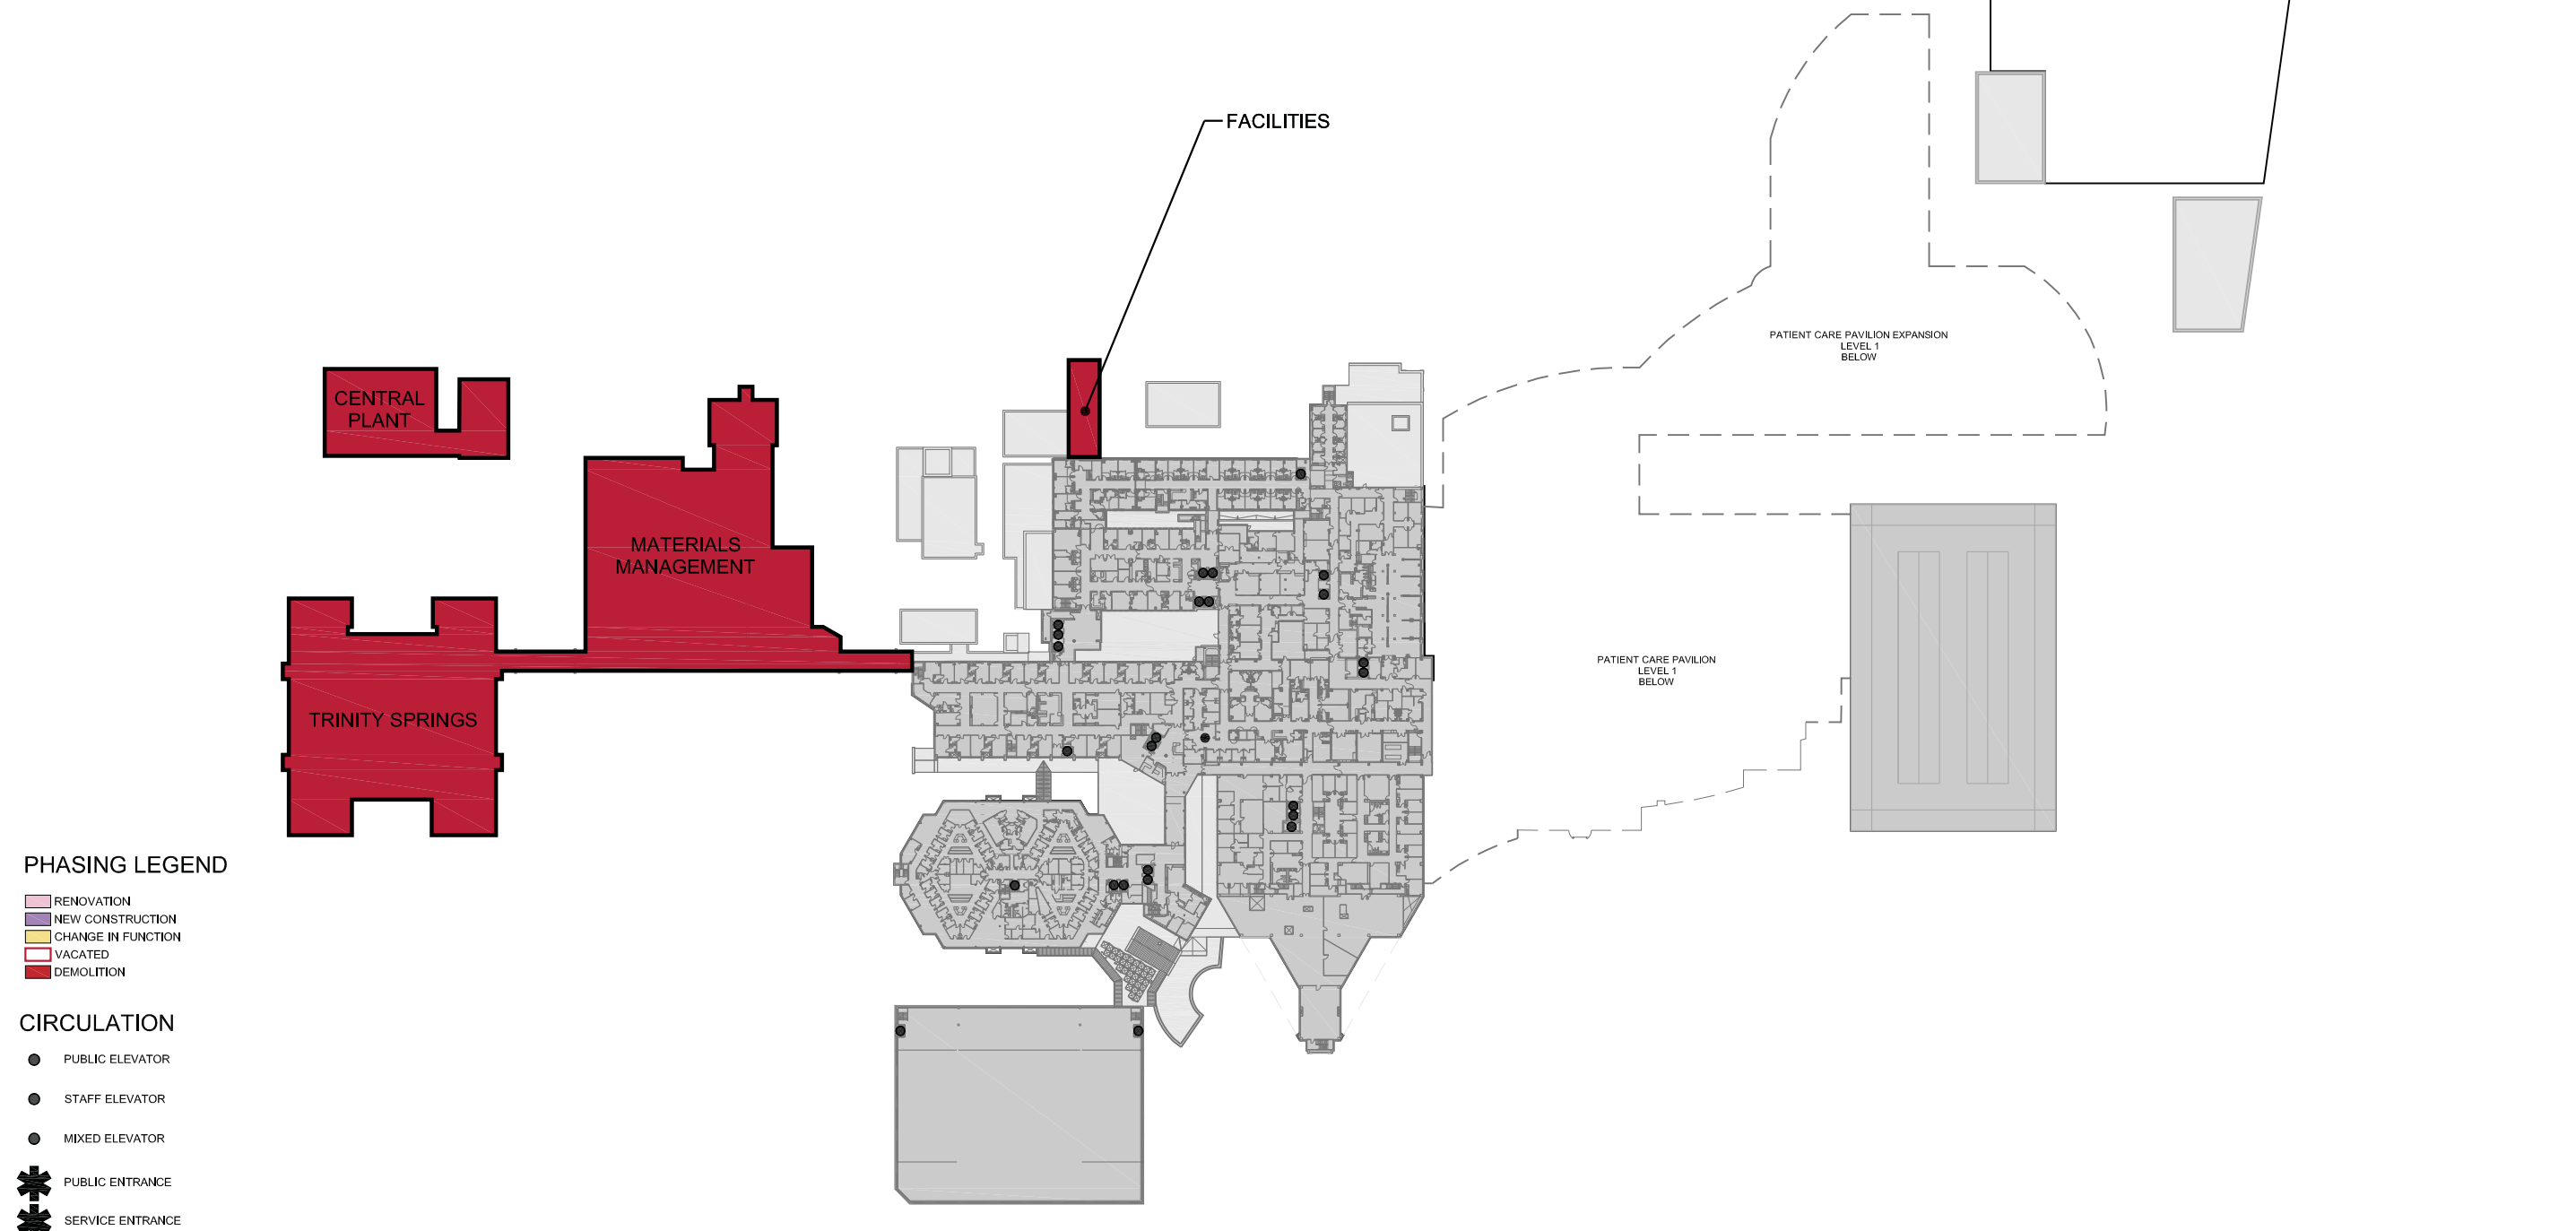 FACILITIES
PATIENT CARE PAVILION EXPANSION
LEVEL 1
BELOW
CENTRAL
PLANT
MATERIALS
MANAGEMENT
PATIENT CARE PAVILION
LEVEL 1
BELOW
TRINITY SPRINGS
PHASING LEGEND
RENOVATION
NEW CONSTRUCTION
CHANGE IN FUNCTION
VACATED
DEMOLITION
CIRCULATION
PUBLIC ELEVATOR
STAFF ELEVATOR
MIXED ELEVATOR
PUBLIC ENTRANCE
SERVICE ENTRANCE